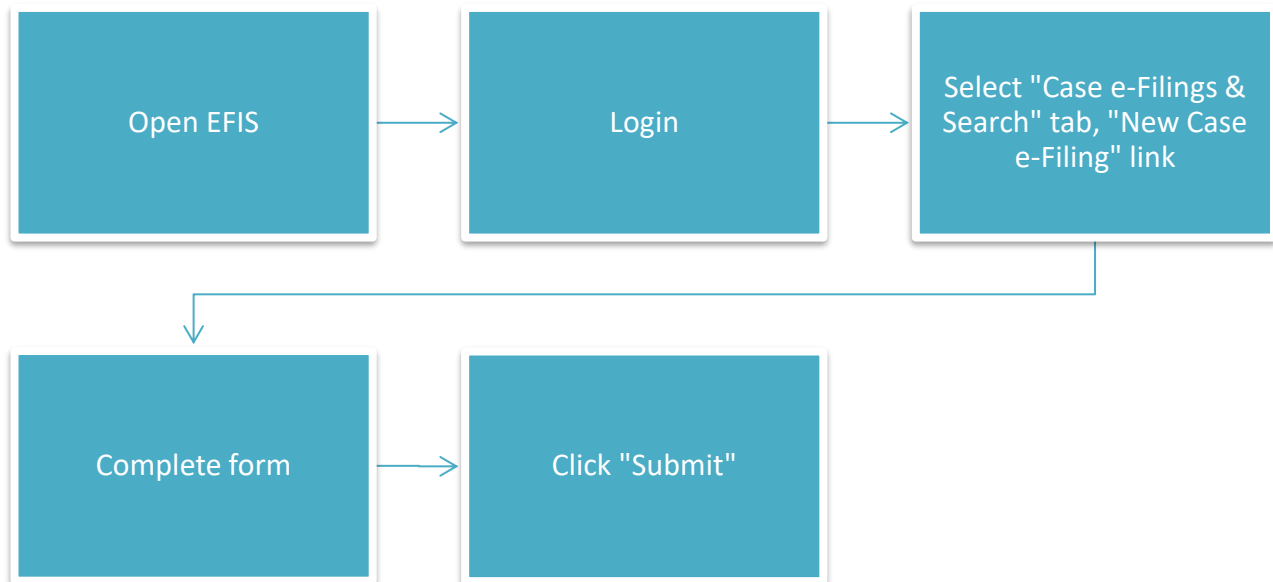 Open EFIS
Login
Select "Case e-Filings &
Search" tab, "New Case
e-Filing" link
Complete form
Click "Submit"